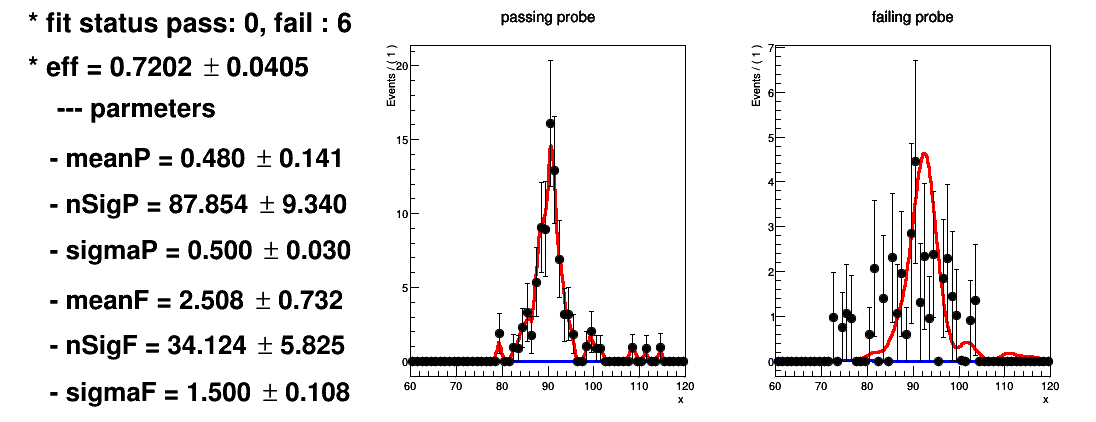 * fit status pass: 0, fail : 6
* eff = 0.7202 ± 0.0405
--- parmeters
- meanP = 0.480 ± 0.141
- nSigP = 87.854 ± 9.340
- sigmaP = 0.500 ± 0.030
- meanF = 2.508 ± 0.732
- nSigF = 34.124 ± 5.825
- sigmaF = 1.500 ± 0.108
passing probe
Events / ( 1 )
20
15
10
5
0
60 70 80 90 100 110 120
x
failing probe
Events / ( 1 )
7
6
5
4
3
2
1
0
60 70 80 90 100 110 120
x